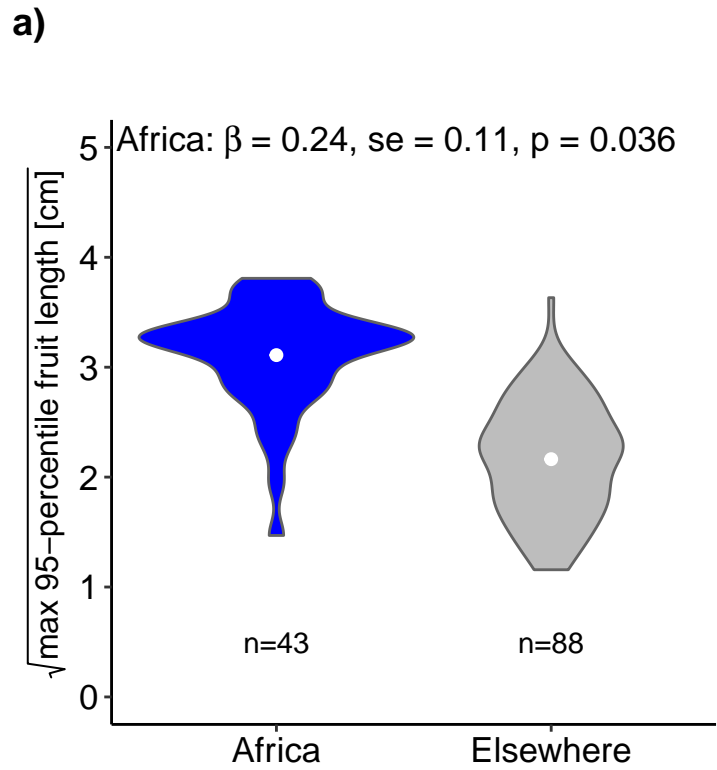 a)
Africa: β = 0.24, se = 0.11, p = 0.036
√max 95−percentile fruit length [cm]
5
4
3
2
1
0
n=43
n=88
Africa
Elsewhere